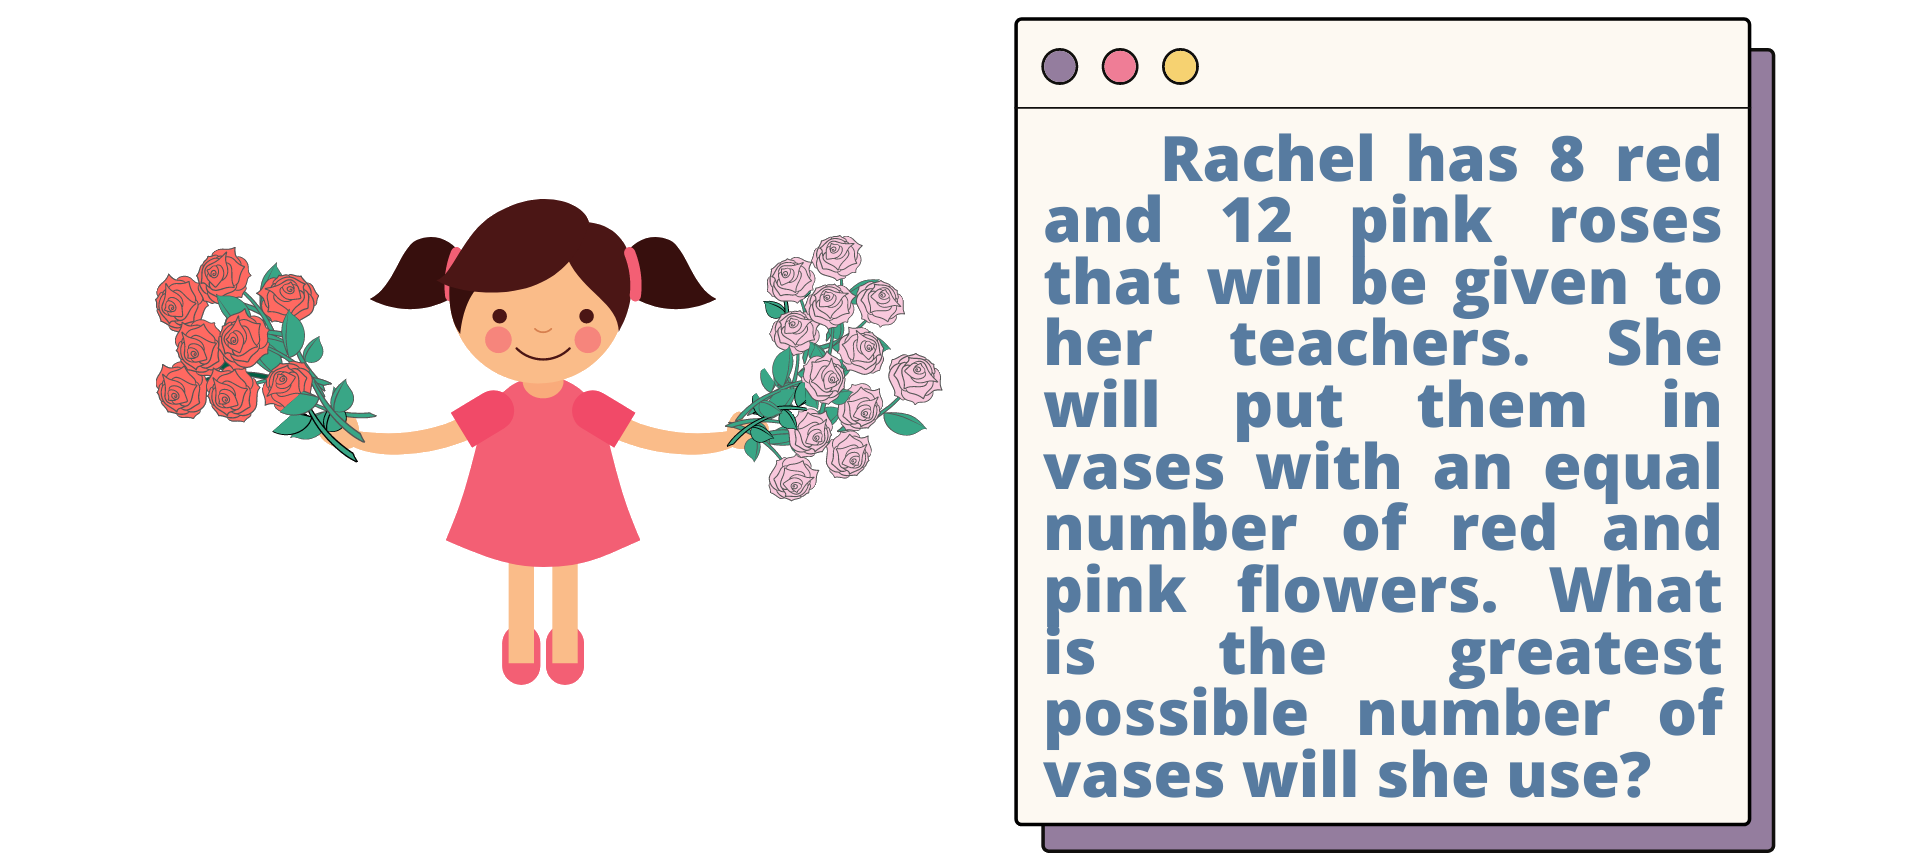 Rachel has 8 red
and 12 pink roses
that will be given to
her teachers. She
will put them in
vases with an equal
number of red and
pink flowers. What
is the greatest
possible number of
vases will she use?